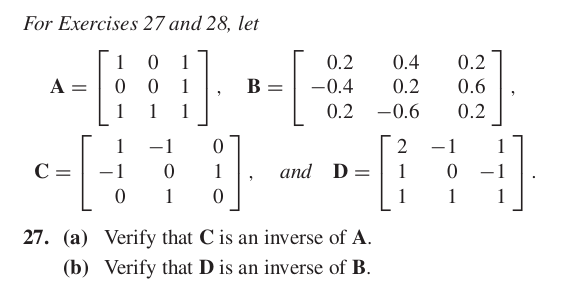 For Exercises 27 and 28, let
A = [ 1 0 1 ; 0 0 1 ; 1 1 1 ], B = [ 0.2 0.4 0.2 ; −0.4 0.2 0.6 ; 0.2 −0.6 0.2 ],
C = [ 1 −1 0 ; −1 0 1 ; 0 1 0 ], and D = [ 2 −1 1 ; 1 0 −1 ; 1 1 1 ].
27. (a) Verify that C is an inverse of A.
(b) Verify that D is an inverse of B.